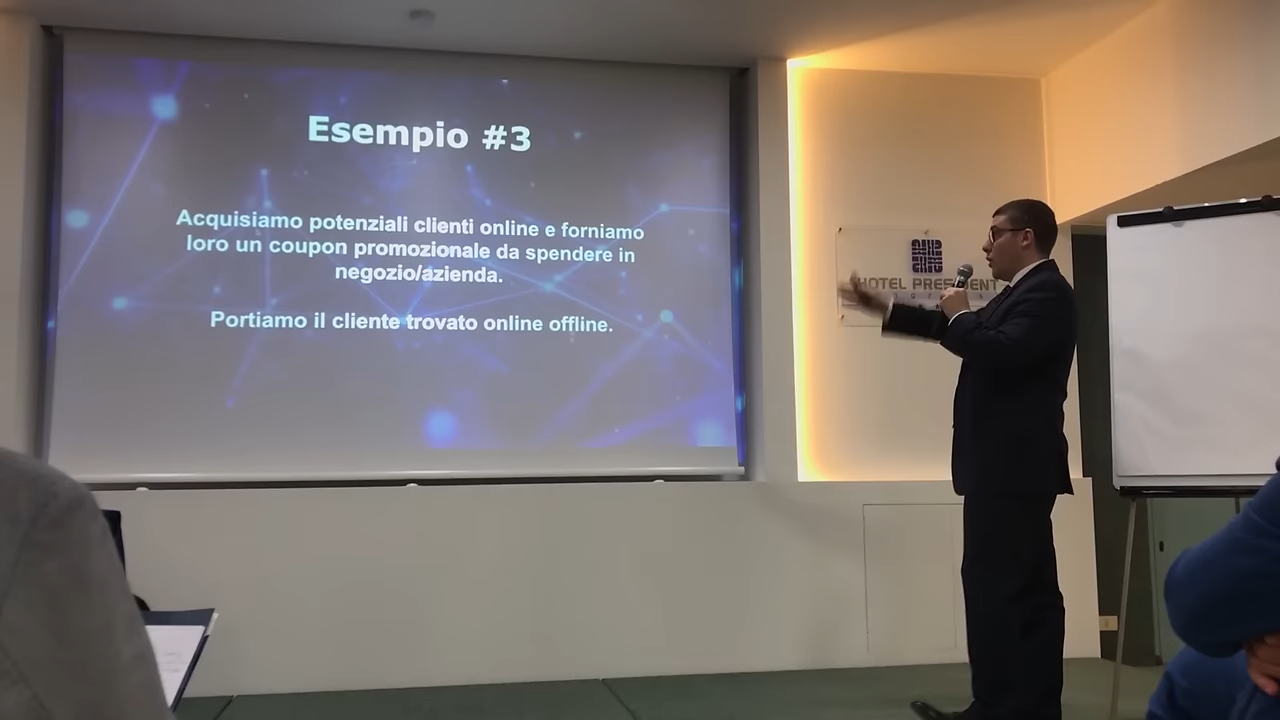 Esempio #3
Acquisiamo potenziali clienti online e forniamo
loro un coupon promozionale da spendere in
negozio/azienda.
Portiamo il cliente trovato online offline.
HOTEL PRESIDENT